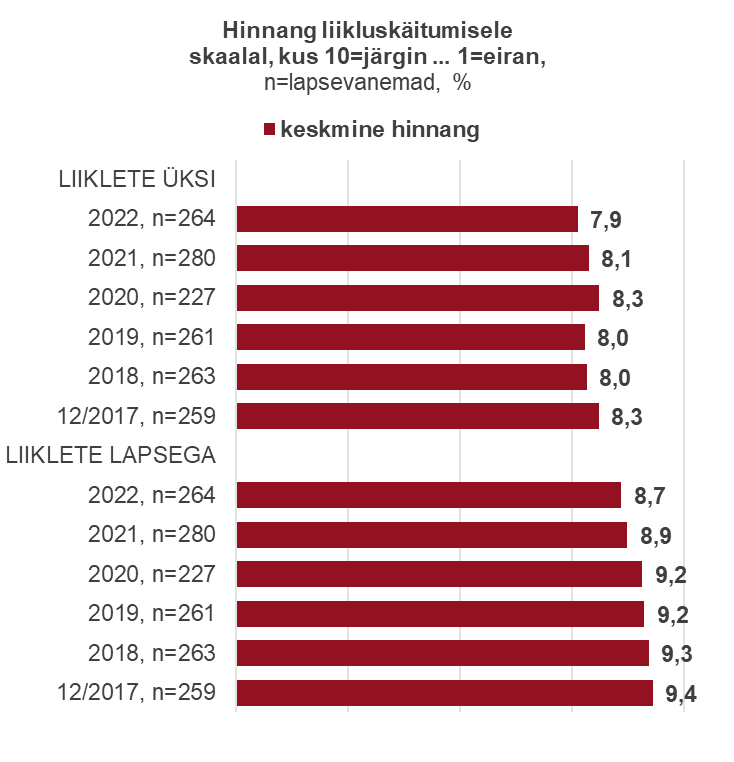 Hinnang liikluskäitumisele
skaalal, kus 10=järgin ... 1=eiran,
n=lapsevanemad, %
keskmine hinnang
LIIKLETE ÜKSI
2022, n=264 7,9
2021, n=280 8,1
2020, n=227 8,3
2019, n=261 8,0
2018, n=263 8,0
12/2017, n=259 8,3
LIIKLETE LAPSEGA
2022, n=264 8,7
2021, n=280 8,9
2020, n=227 9,2
2019, n=261 9,2
2018, n=263 9,3
12/2017, n=259 9,4